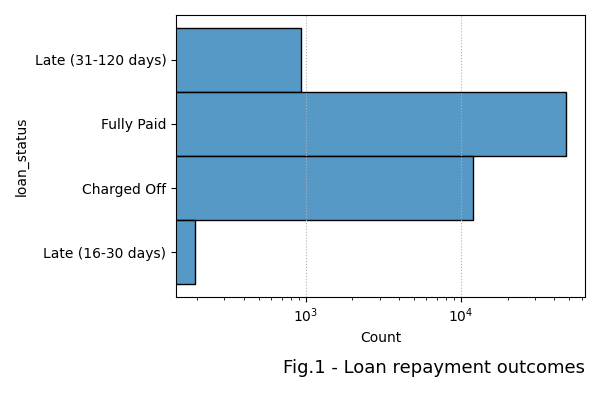 Late (31-120 days)
Fully Paid
Charged Off
Late (16-30 days)
loan_status
10³
10⁴
Count
Fig.1 - Loan repayment outcomes